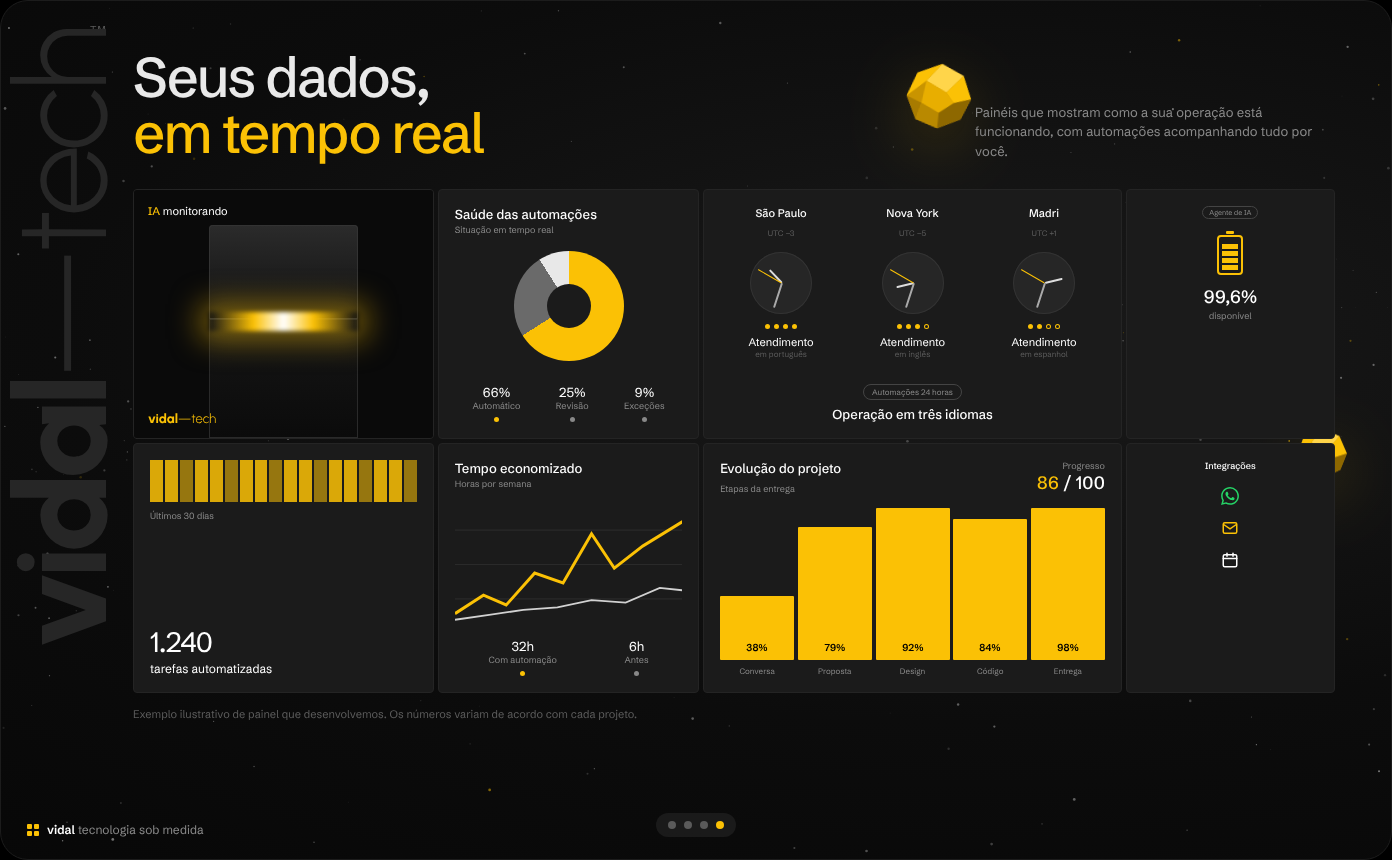 vidal—tech™
Seus dados,
em tempo real
Painéis que mostram como a sua operação está
funcionando, com automações acompanhando tudo por
você.
IA monitorando
vidal—tech
Saúde das automações
Situação em tempo real
66%
Automático
25%
Revisão
9%
Exceções
São Paulo
UTC −3
Atendimento
em português
Nova York
UTC −5
Atendimento
em inglês
Madri
UTC +1
Atendimento
em espanhol
Automações 24 horas
Operação em três idiomas
Agente de IA
99,6%
disponível
Últimos 30 dias
1.240
tarefas automatizadas
Tempo economizado
Horas por semana
32h
Com automação
6h
Antes
Evolução do projeto
Etapas da entrega
Progresso
86 / 100
38%
Conversa
79%
Proposta
92%
Design
84%
Código
98%
Entrega
Integrações
Exemplo ilustrativo de painel que desenvolvemos. Os números variam de acordo com cada projeto.
vidal tecnologia sob medida